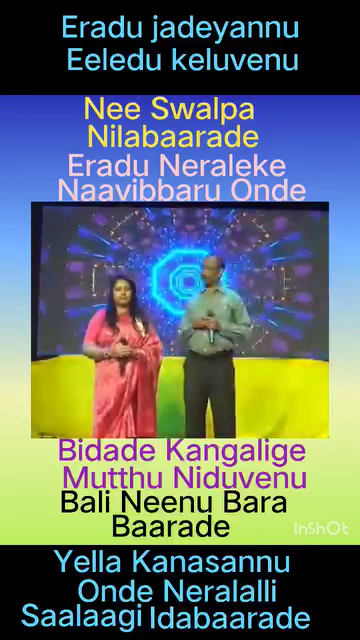 Eradu jadeyannu
Eeledu keluvenu
Nee Swalpa
Nilabaarade
Eradu Neraleke
Naavibbaru Onde
Bidade Kangalige
Mutthu Niduvenu
Bali Neenu Bara
Baarade
InShOt
Yella Kanasannu
Onde Neralalli
Saalaagi Idabaarade